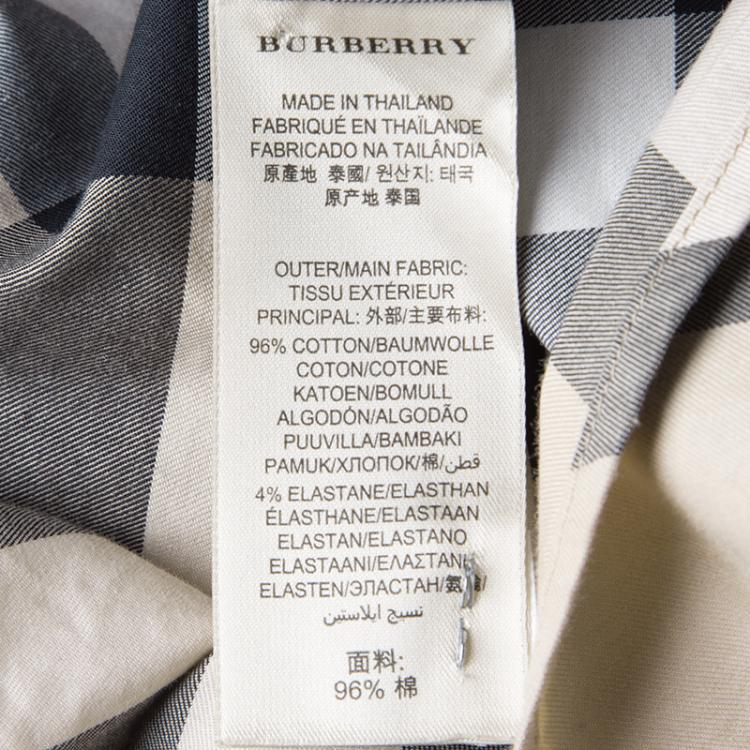 BURBERRY
MADE IN THAILAND
FABRIQUÉ EN THAÏLANDE
FABRICADO NA TAILÂNDIA
原產地 泰國/ 원산지: 태국
原产地 泰国
OUTER/MAIN FABRIC:
TISSU EXTÉRIEUR
PRINCIPAL: 外部/主要布料:
96% COTTON/BAUMWOLLE
COTON/COTONE
KATOEN/BOMULL
ALGODÓN/ALGODÃO
PUUVILLA/BAMBAKI
PAMUK/ХЛОПОК/棉/قطن
4% ELASTANE/ELASTHAN
ÉLASTHANE/ELASTAAN
ELASTAN/ELASTANO
ELASTAANI/ΕΛΑΣΤΑΝΗ
ELASTEN/ЭЛАСТАН/
نسيج ايلاستين
面料:
96% 棉